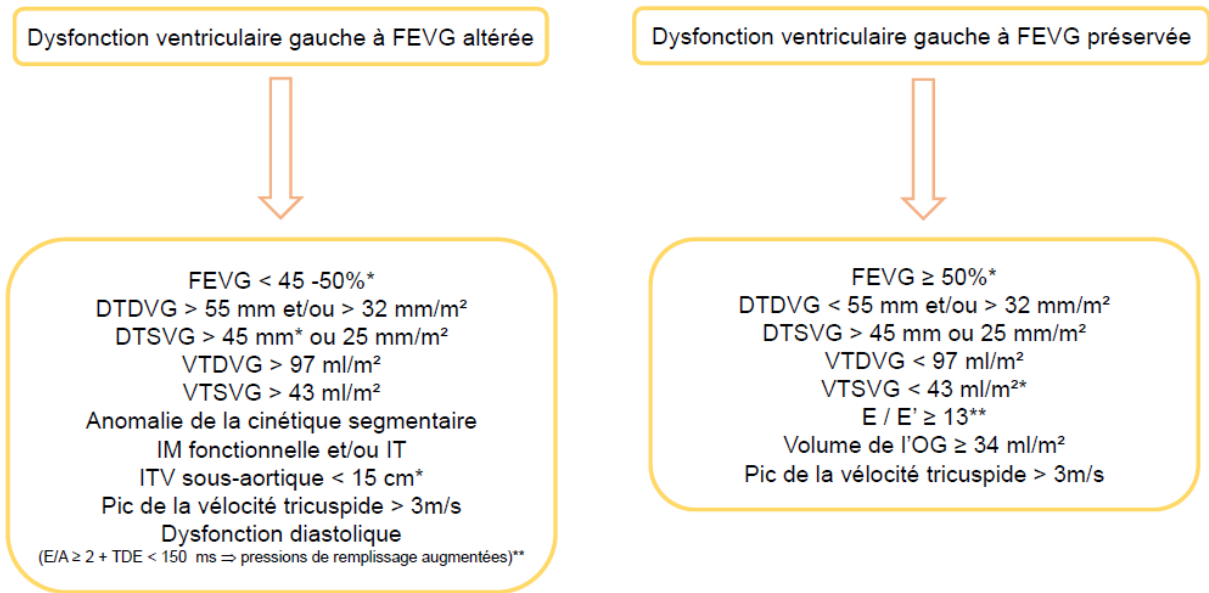 Dysfonction ventriculaire gauche à FEVG altérée
FEVG < 45 -50%*
DTDVG > 55 mm et/ou > 32 mm/m²
DTSVG > 45 mm* ou 25 mm/m²
VTDVG > 97 ml/m²
VTSVG > 43 ml/m²
Anomalie de la cinétique segmentaire
IM fonctionnelle et/ou IT
ITV sous-aortique < 15 cm*
Pic de la vélocité tricuspide > 3m/s
Dysfonction diastolique
(E/A ≥ 2 + TDE < 150 ms ⇒ pressions de remplissage augmentées)**
Dysfonction ventriculaire gauche à FEVG préservée
FEVG ≥ 50%*
DTDVG < 55 mm et/ou > 32 mm/m²
DTSVG > 45 mm ou 25 mm/m²
VTDVG < 97 ml/m²
VTSVG < 43 ml/m²*
E / E' ≥ 13**
Volume de l'OG ≥ 34 ml/m²
Pic de la vélocité tricuspide > 3m/s